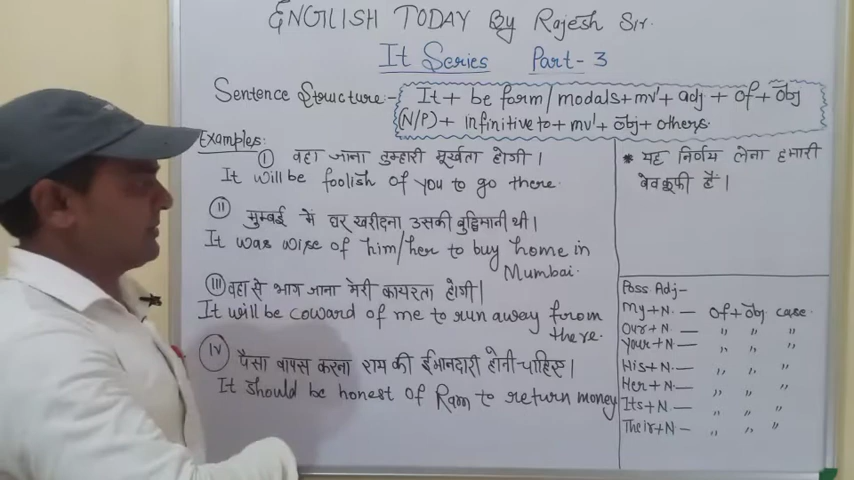 ENGLISH TODAY By Rajesh Sir.
It Series Part-3
Sentence Structure:- It + be form/modals+mv¹+ adj + of + obj
(N/P) + infinitive to + mv¹+ obj + others.
Examples:
(I) वहा जाना तुम्हारी मूर्खता होगी।
It will be foolish of you to go there.
(II) मुम्बई में घर खरीदना उसकी बुद्धिमानी थी।
It was wise of him/her to buy home in
Mumbai.
(III) वहा से भाग जाना मेरी कायरता होगी।
It will be coward of me to run away from
there.
(IV) पैसा वापस करना राम की ईमानदारी होनी चाहिए।
It should be honest of Ram to return money
* यह निर्णय लेना हमारी
बेवकूफी है।
Poss Adj-
My+N. — Of+obj case.
Our+N. — " " "
Your+N — " " "
His+N — " " "
Her+N — " " "
Its+N — " " "
Their+N — " " "